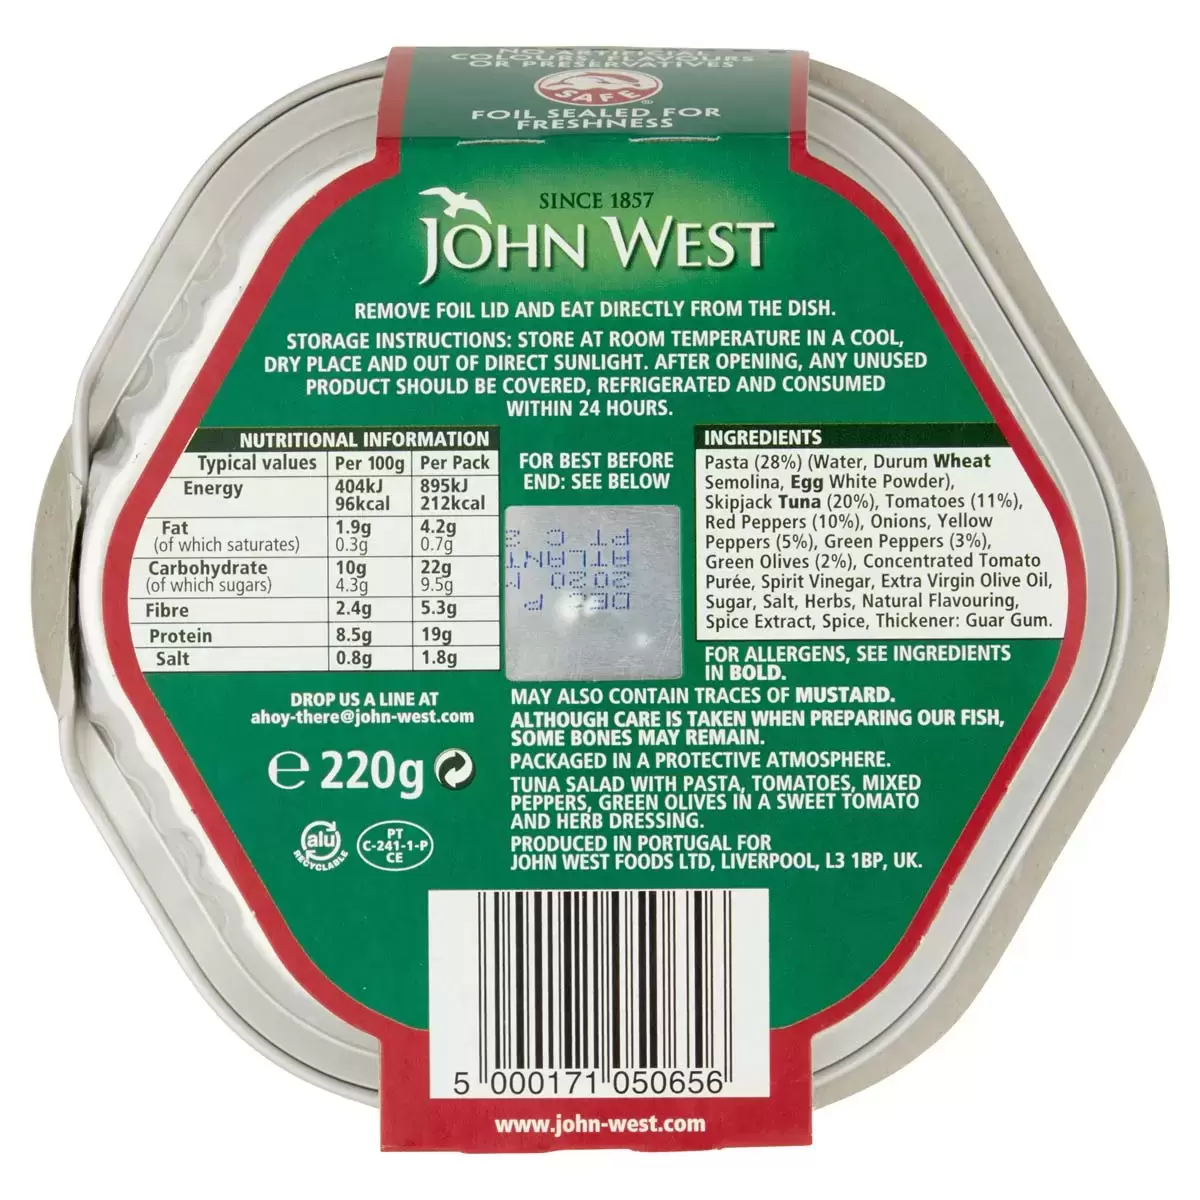 NO ARTIFICIAL
COLOURS, FLAVOURS
OR PRESERVATIVES
SAFE
®
FOIL SEALED FOR
FRESHNESS
SINCE 1857
JOHN WEST
REMOVE FOIL LID AND EAT DIRECTLY FROM THE DISH.
STORAGE INSTRUCTIONS: STORE AT ROOM TEMPERATURE IN A COOL,
DRY PLACE AND OUT OF DIRECT SUNLIGHT. AFTER OPENING, ANY UNUSED
PRODUCT SHOULD BE COVERED, REFRIGERATED AND CONSUMED
WITHIN 24 HOURS.
NUTRITIONAL INFORMATION
Typical values Per 100g Per Pack
Energy 404kJ 895kJ
96kcal 212kcal
Fat 1.9g 4.2g
(of which saturates) 0.3g 0.7g
Carbohydrate 10g 22g
(of which sugars) 4.3g 9.5g
Fibre 2.4g 5.3g
Protein 8.5g 19g
Salt 0.8g 1.8g
FOR BEST BEFORE
END: SEE BELOW
DEC P
2020
PT C 2
INGREDIENTS
Pasta (28%) (Water, Durum Wheat
Semolina, Egg White Powder),
Skipjack Tuna (20%), Tomatoes (11%),
Red Peppers (10%), Onions, Yellow
Peppers (5%), Green Peppers (3%),
Green Olives (2%), Concentrated Tomato
Purée, Spirit Vinegar, Extra Virgin Olive Oil,
Sugar, Salt, Herbs, Natural Flavouring,
Spice Extract, Spice, Thickener: Guar Gum.
FOR ALLERGENS, SEE INGREDIENTS
IN BOLD.
MAY ALSO CONTAIN TRACES OF MUSTARD.
ALTHOUGH CARE IS TAKEN WHEN PREPARING OUR FISH,
SOME BONES MAY REMAIN.
PACKAGED IN A PROTECTIVE ATMOSPHERE.
TUNA SALAD WITH PASTA, TOMATOES, MIXED
PEPPERS, GREEN OLIVES IN A SWEET TOMATO
AND HERB DRESSING.
PRODUCED IN PORTUGAL FOR
JOHN WEST FOODS LTD, LIVERPOOL, L3 1BP, UK.
DROP US A LINE AT
ahoy-there@john-west.com
℮ 220g
alu
RECYCLABLE
PT
C-241-1-P
CE
5 000171 050656
www.john-west.com